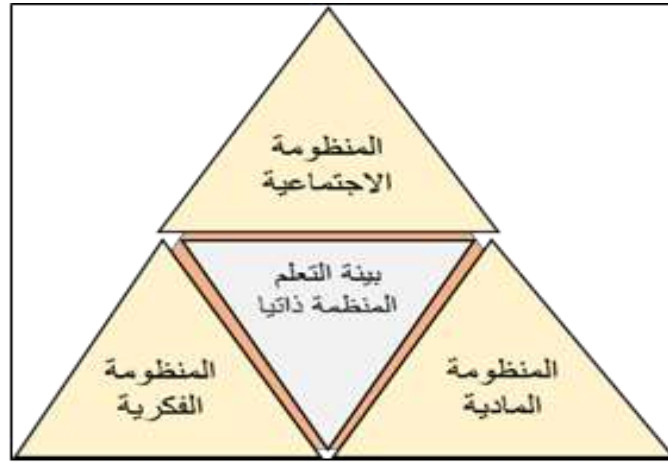 المنظومة
الاجتماعية
بيئة التعلم
المنظمة ذاتيا
المنظومة
المادية
المنظومة
الفكرية